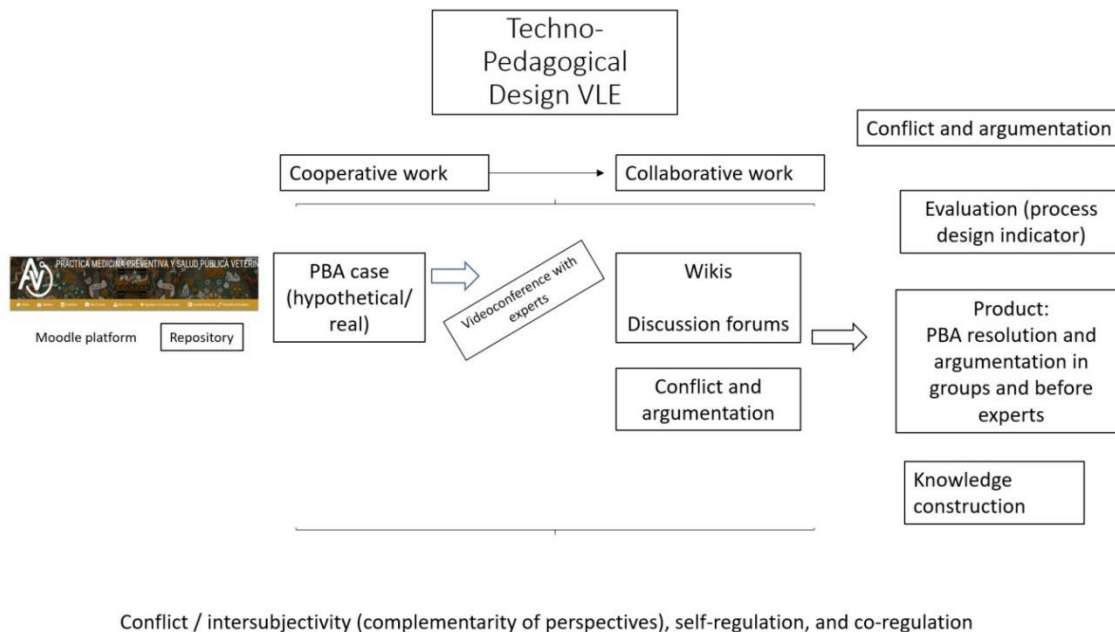 Techno-
Pedagogical
Design VLE
Conflict and argumentation
Cooperative work
Collaborative work
Evaluation (process
design indicator)
PRÁCTICA MEDICINA PREVENTIVA Y SALUD PÚBLICA VETERIN
Moodle platform
Repository
PBA case
(hypothetical/
real)
Videoconference with
experts
Wikis
Discussion forums
Conflict and
argumentation
Product:
PBA resolution and
argumentation in
groups and before
experts
Knowledge
construction
Conflict / intersubjectivity (complementarity of perspectives), self-regulation, and co-regulation